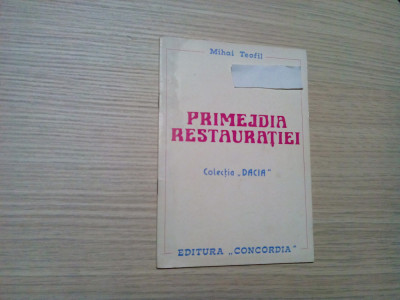 Mihai Teofil
PRIMEJDIA
RESTAURAȚIEI
Colecția „DACIA"
EDITURA „CONCORDIA"